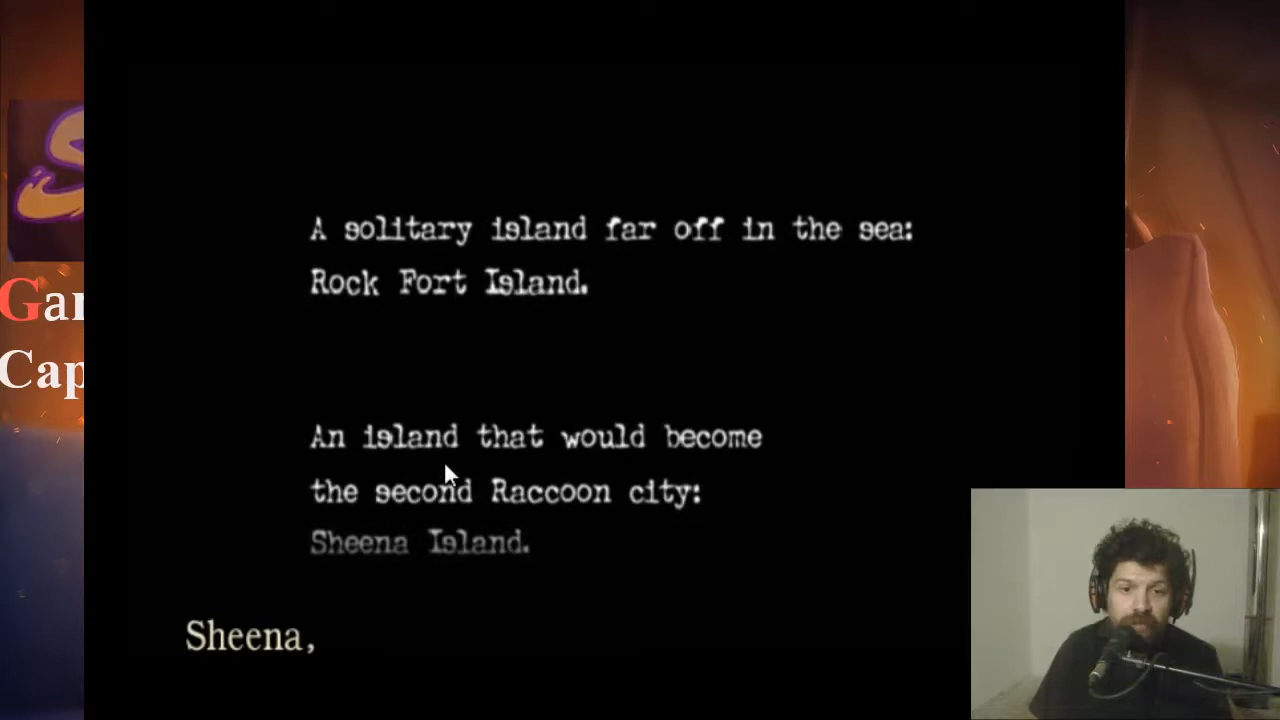 A solitary island far off in the sea:
Rock Fort Island.
An island that would become
the second Raccoon city:
Sheena Island.
Sheena,